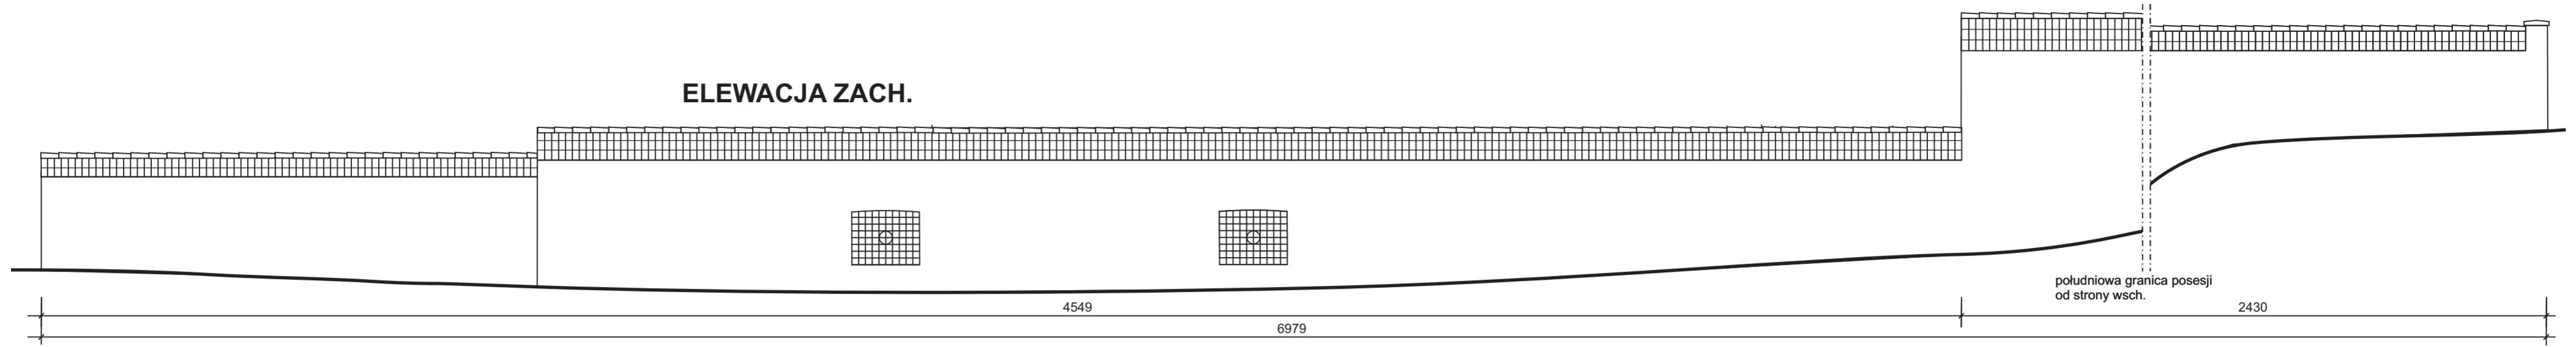 ELEWACJA ZACH.
południowa granica posesji
od strony wsch.
4549
2430
6979